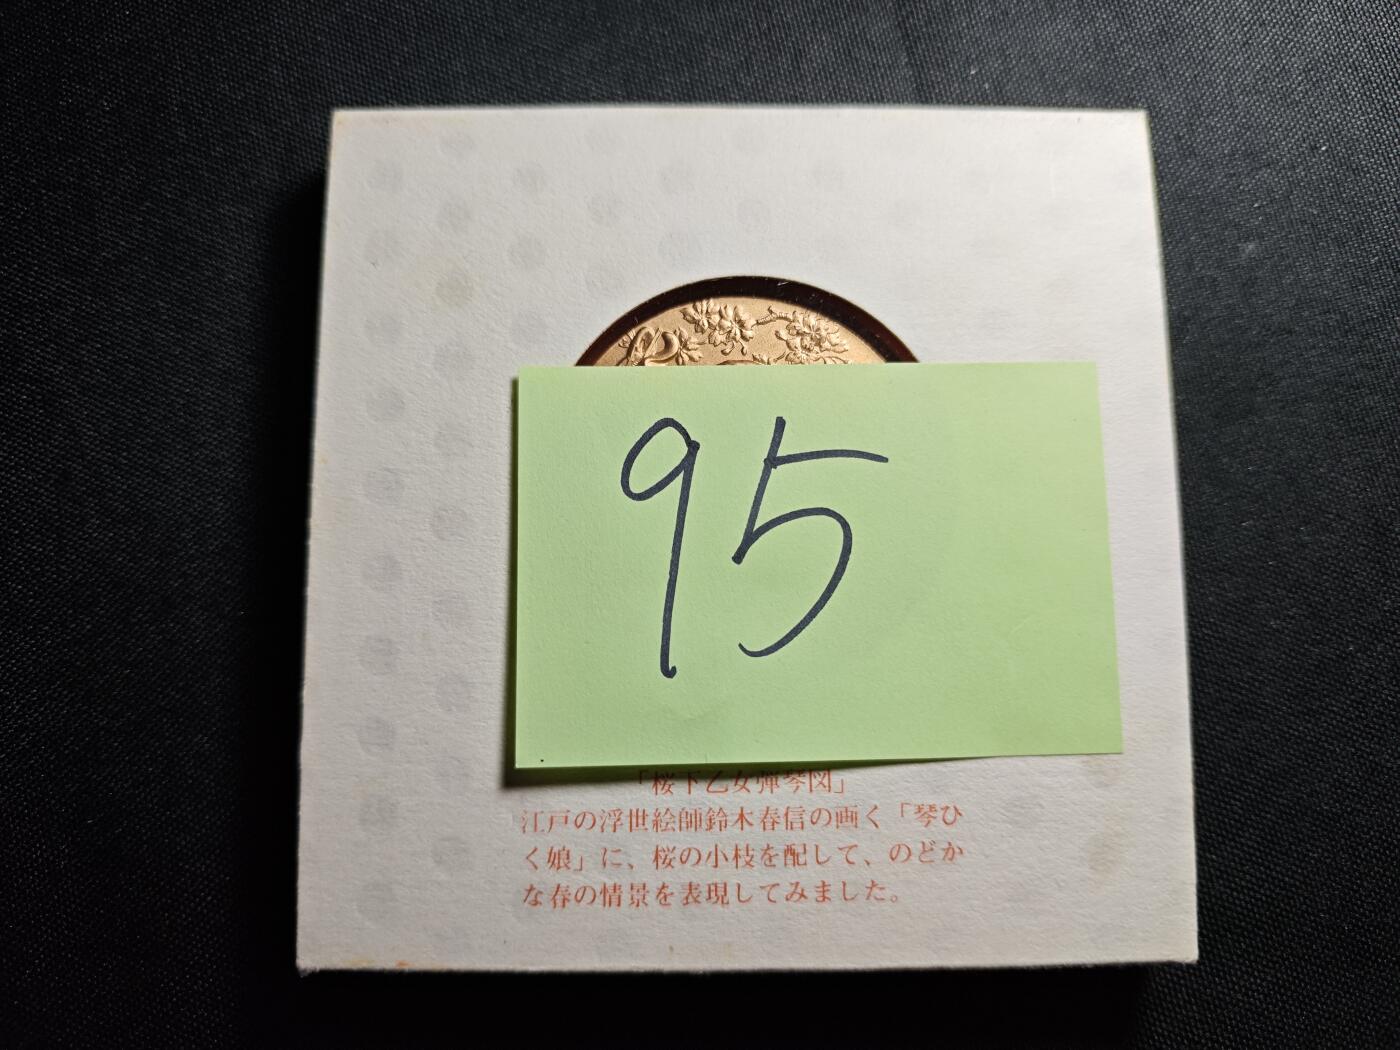 95
「桜下乙女弾琴図」
江戸の浮世絵師鈴木春信の画く「琴ひ
く娘」に、桜の小枝を配して、のどか
な春の情景を表現してみました。